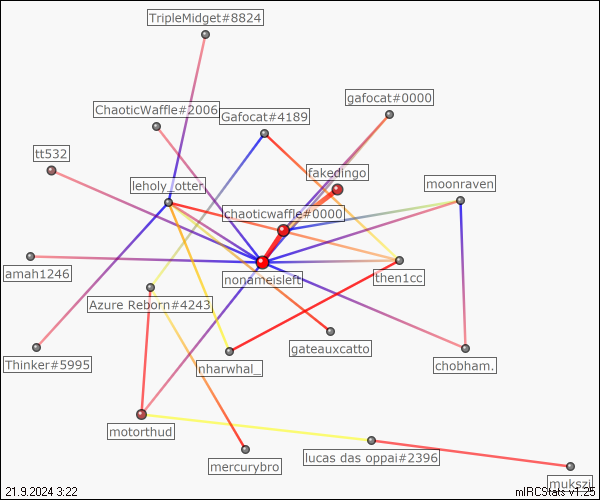 TripleMidget#8824
gafocat#0000
ChaoticWaffle#2006
Gafocat#4189
tt532
fakedingo
leholy_otter
moonraven
chaoticwaffle#0000
amah1246
nonameisleft
then1cc
Azure Reborn#4243
Thinker#5995
nharwhal_
gateauxcatto
chobham.
motorthud
mercurybro
lucas das oppai#2396
mukszi
21.9.2024 3:22
mIRCStats v1.25